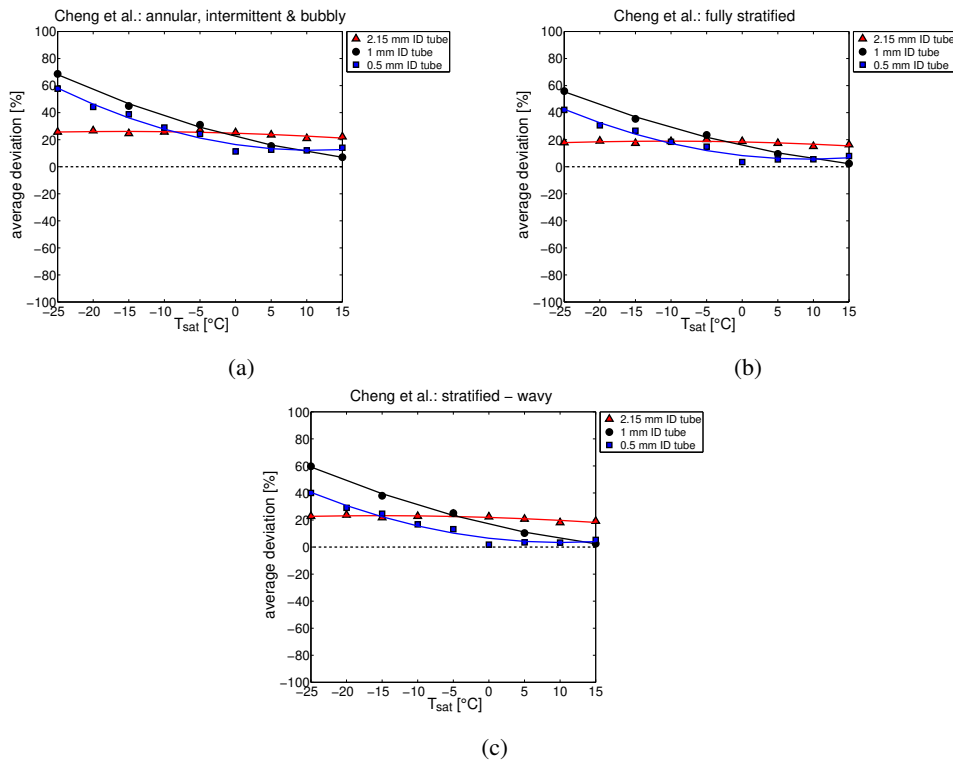 Cheng et al.: annular, intermittent & bubbly
2.15 mm ID tube
1 mm ID tube
0.5 mm ID tube
average deviation [%]
100
80
60
40
20
0
−20
−40
−60
−80
−100
−25 −20 −15 −10 −5 0 5 10 15
Tsat [°C]
(a)
Cheng et al.: fully stratified
2.15 mm ID tube
1 mm ID tube
0.5 mm ID tube
average deviation [%]
100
80
60
40
20
0
−20
−40
−60
−80
−100
−25 −20 −15 −10 −5 0 5 10 15
Tsat [°C]
(b)
Cheng et al.: stratified − wavy
2.15 mm ID tube
1 mm ID tube
0.5 mm ID tube
average deviation [%]
100
80
60
40
20
0
−20
−40
−60
−80
−100
−25 −20 −15 −10 −5 0 5 10 15
Tsat [°C]
(c)